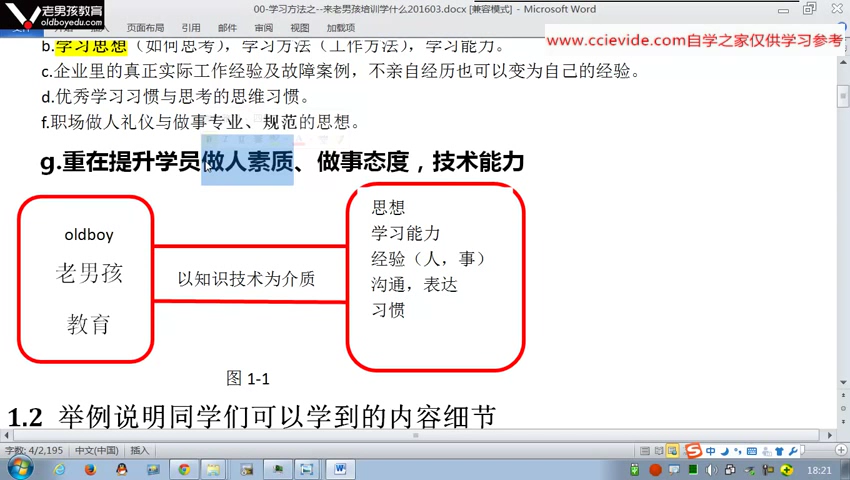 00-学习方法之--来老男孩培训学什么201603.docx [兼容模式] - Microsoft Word
老男孩教育
oldboyedu.com
文件
插入
页面布局
引用
邮件
审阅
视图
加载项
www.ccievide.com自学之家仅供学习参考
b.学习思想（如何思考），学习方法（工作方法），学习能力。
c.企业里的真正实际工作经验及故障案例，不亲自经历也可以变为自己的经验。
d.优秀学习习惯与思考的思维习惯。
f.职场做人礼仪与做事专业、规范的思想。
g.重在提升学员做人素质、做事态度，技术能力
oldboy
老男孩
教育
以知识技术为介质
思想
学习能力
经验（人，事）
沟通，表达
习惯
图 1-1
1.2 举例说明同学们可以学到的内容细节
字数: 4/2,195
中文(中国)
插入
中
18:21